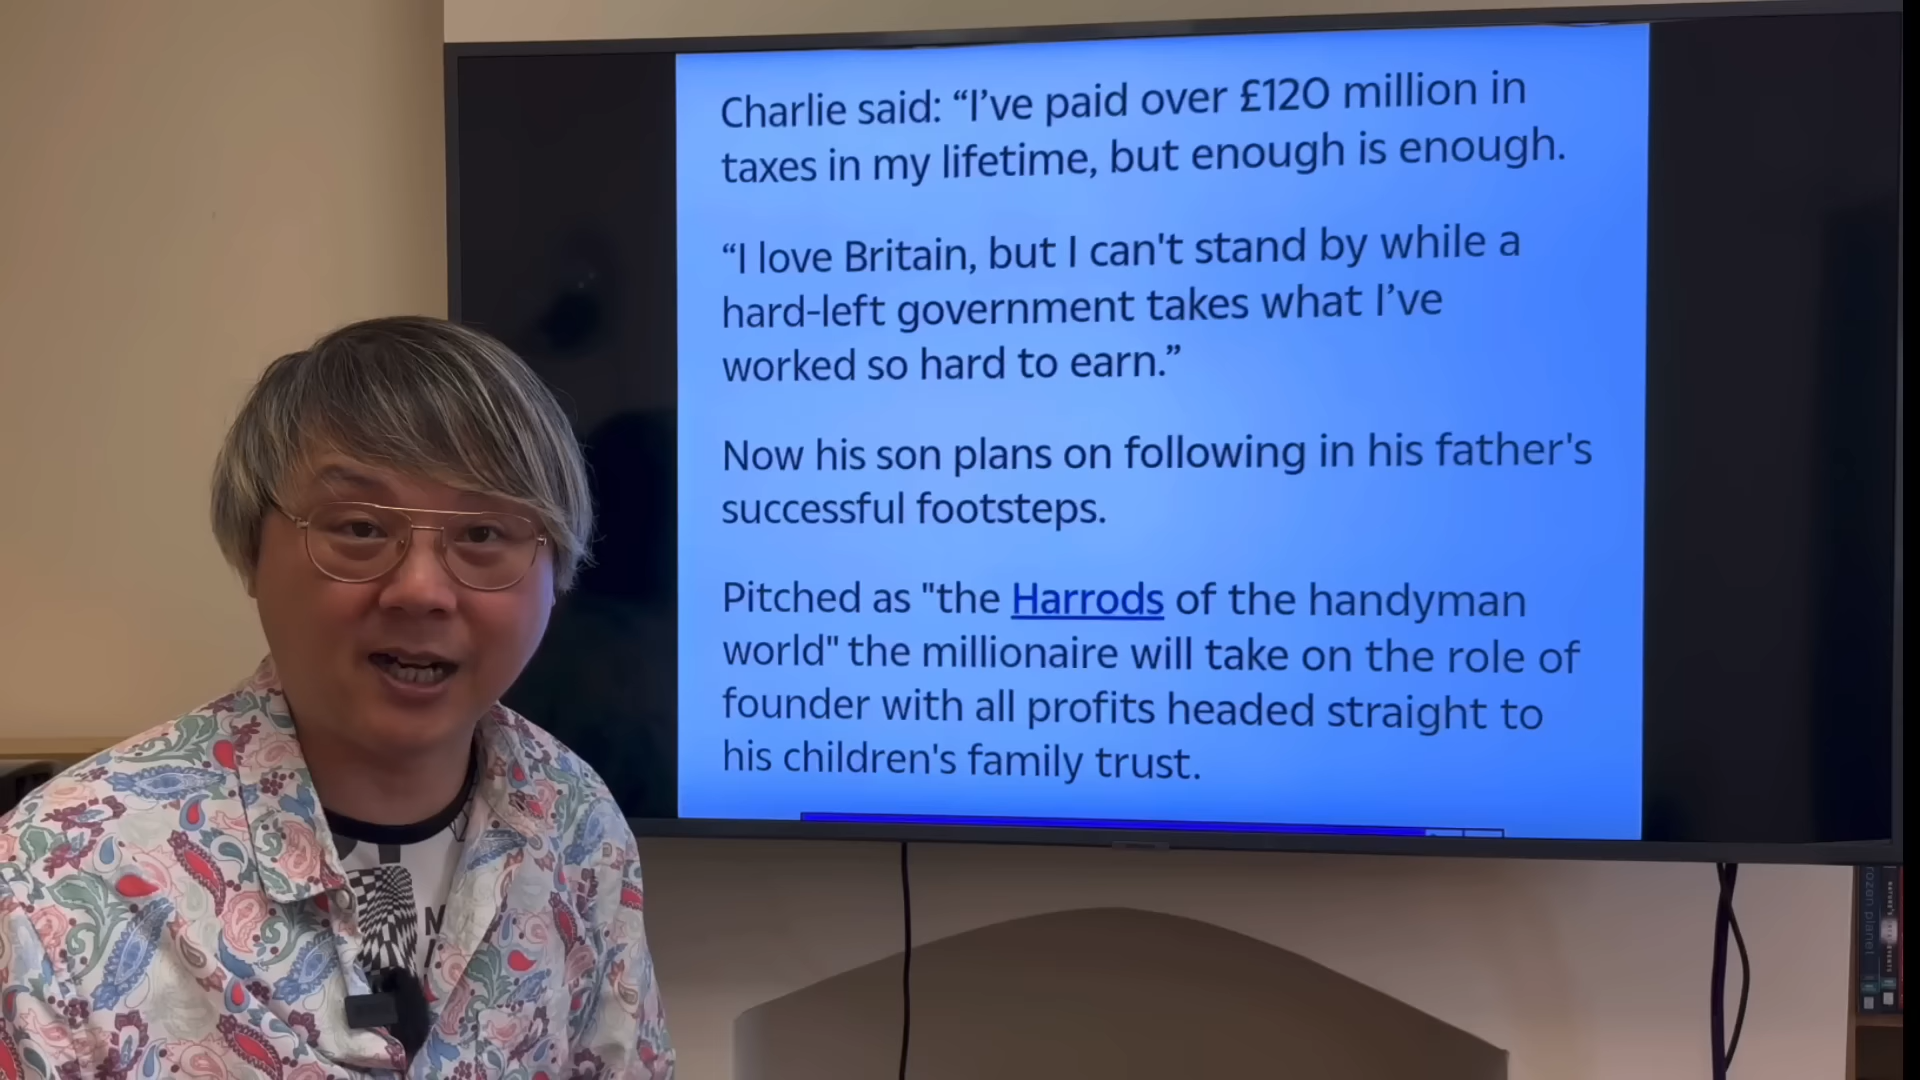 Charlie said: “I’ve paid over £120 million in
taxes in my lifetime, but enough is enough.
“I love Britain, but I can't stand by while a
hard-left government takes what I’ve
worked so hard to earn.”
Now his son plans on following in his father's
successful footsteps.
Pitched as "the Harrods of the handyman
world" the millionaire will take on the role of
founder with all profits headed straight to
his children's family trust.
M
rozen planet